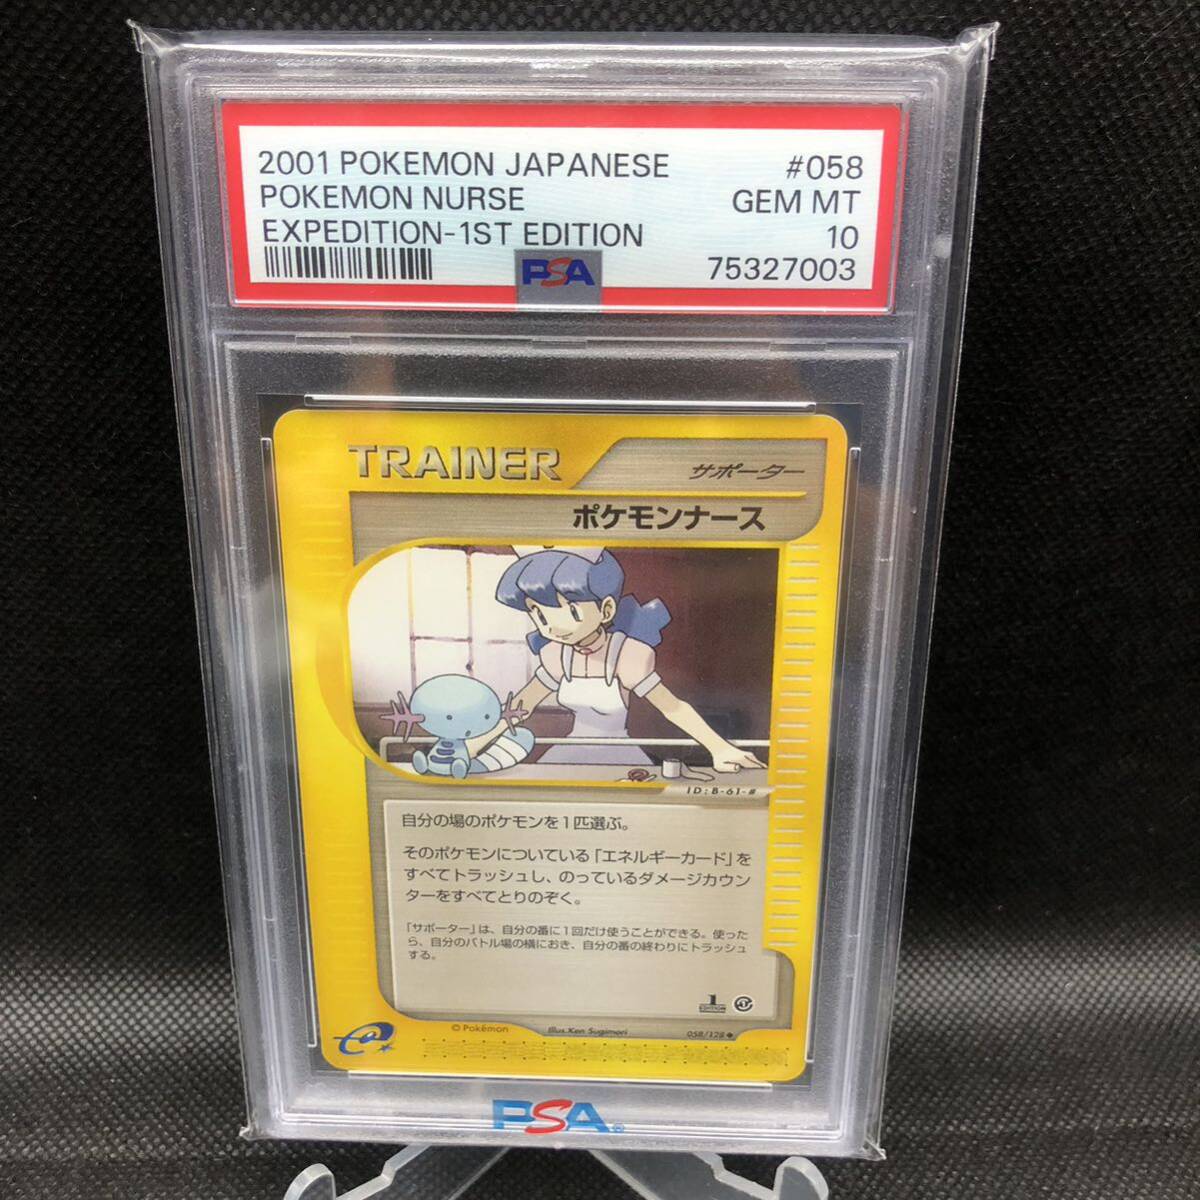 2001 POKEMON JAPANESE #058
POKEMON NURSE GEM MT
EXPEDITION-1ST EDITION 10
PSA 75327003
TRAINER サポーター
ポケモンナース
ID:B-61-#
自分の場のポケモンを1匹選ぶ。
そのポケモンについている「エネルギーカード」を
すべてトラッシュし、のっているダメージカウン
ターをすべてとりのぞく。
「サポーター」は、自分の番に1回だけ使うことができる。使った
ら、自分のバトル場の横におき、自分の番の終わりにトラッシュ
する。
1
EDITION
© Pokémon Illus. Ken Sugimori 058/128◆
e
PSA®